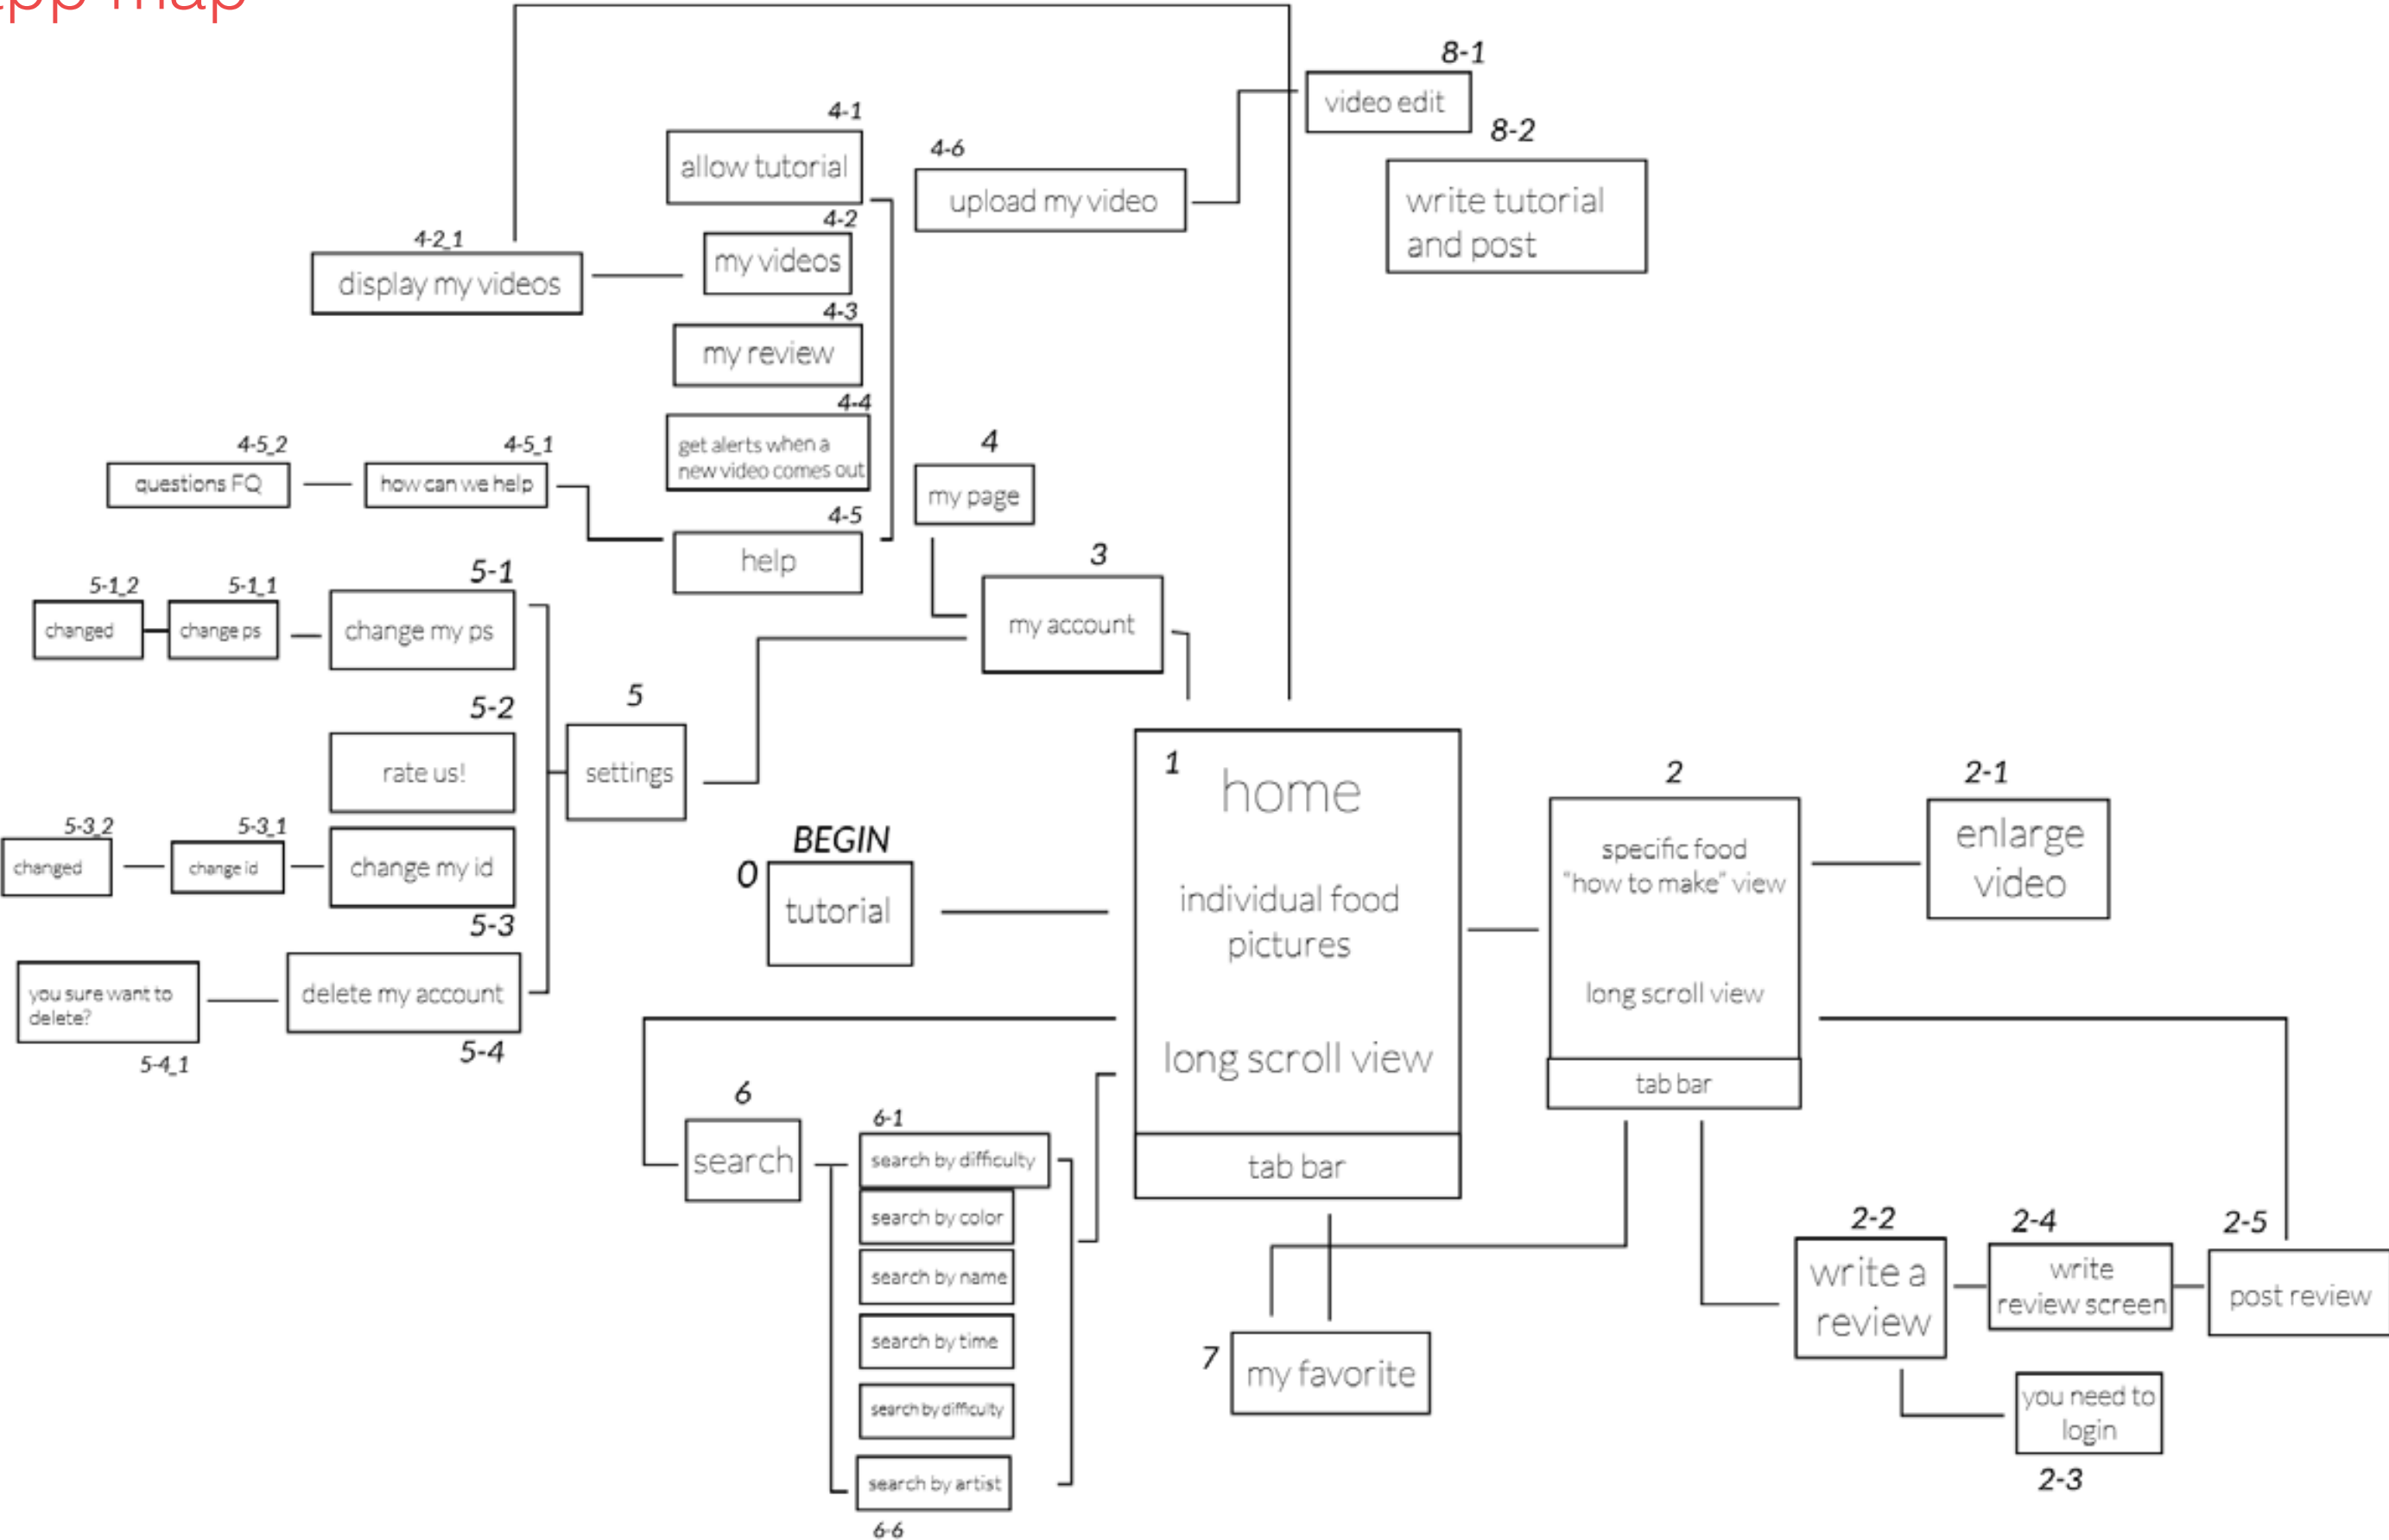 app map
8-1
video edit
8-2
write tutorial
and post
4-1
allow tutorial
4-6
upload my video
4-2
my videos
4-2_1
display my videos
4-3
my review
4-4
get alerts when a
new video comes out
4-5_2
questions FQ
4-5_1
how can we help
4-5
help
4
my page
3
my account
5-1_2
changed
5-1_1
change ps
5-1
change my ps
5-2
rate us!
5
settings
5-3_2
changed
5-3_1
change id
change my id
5-3
you sure want to
delete?
5-4_1
delete my account
5-4
BEGIN
0
tutorial
1
home
individual food
pictures
long scroll view
tab bar
2
specific food
"how to make" view
long scroll view
tab bar
2-1
enlarge
video
6
search
6-1
search by difficulty
search by color
search by name
search by time
search by difficulty
search by artist
6-6
7
my favorite
2-2
write a
review
2-4
write
review screen
2-5
post review
you need to
login
2-3